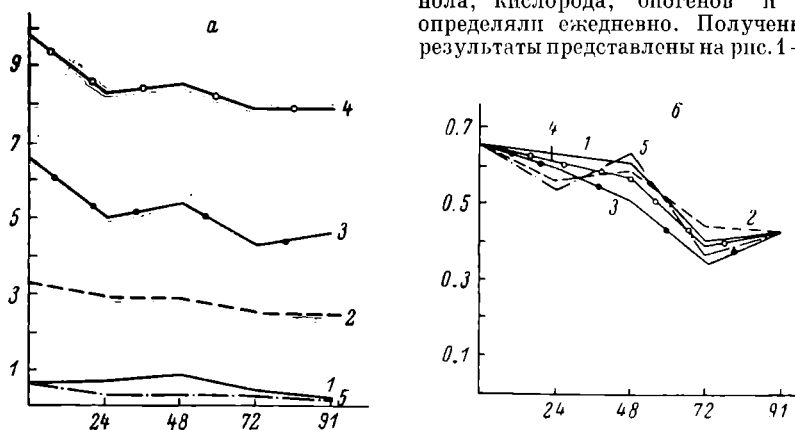 нола, кислорода, биогенов и
определяли ежедневно. Получен
результаты представлены на рис. 1-
а
9
7
5
3
1
4
3
2
1
5
24 48 72 91
б
0.7
0.5
0.3
0.1
4 1 5
3 2
24 48 72 91